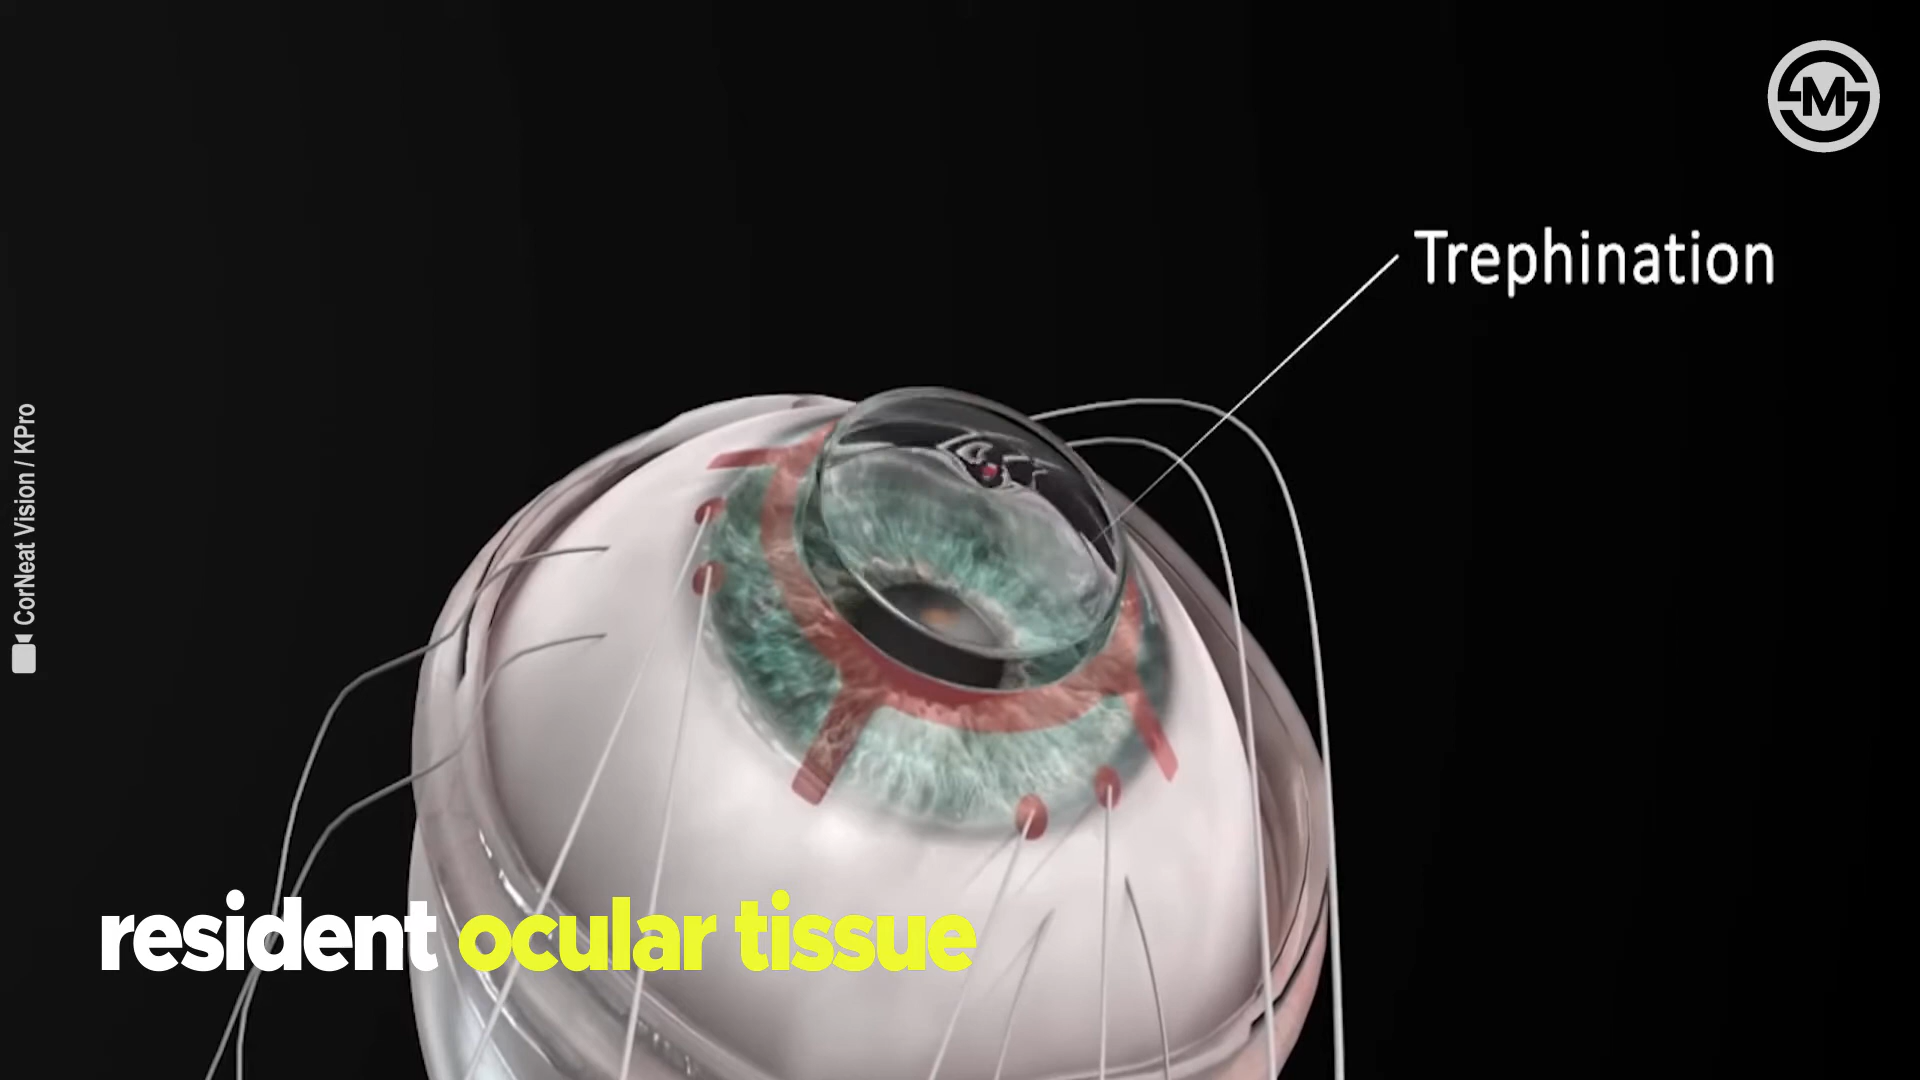 Trephination
CorNeat Vision / KPro
resident ocular tissue